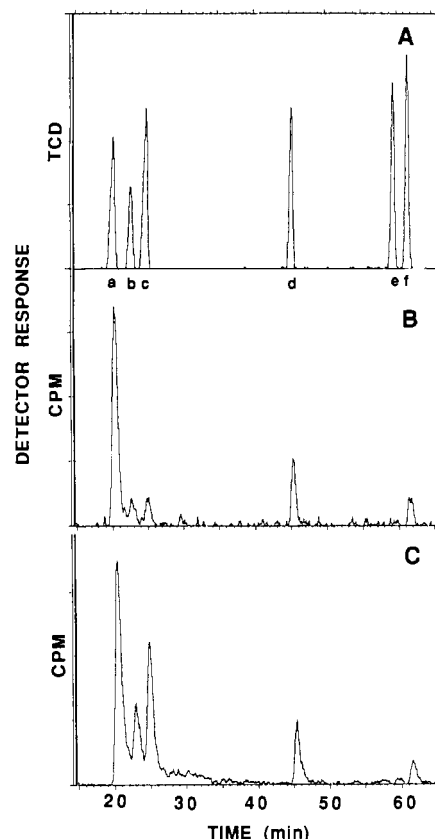 A
TCD
a b c d e f
B
DETECTOR RESPONSE
CPM
C
CPM
20 30 40 50 60
TIME (min)